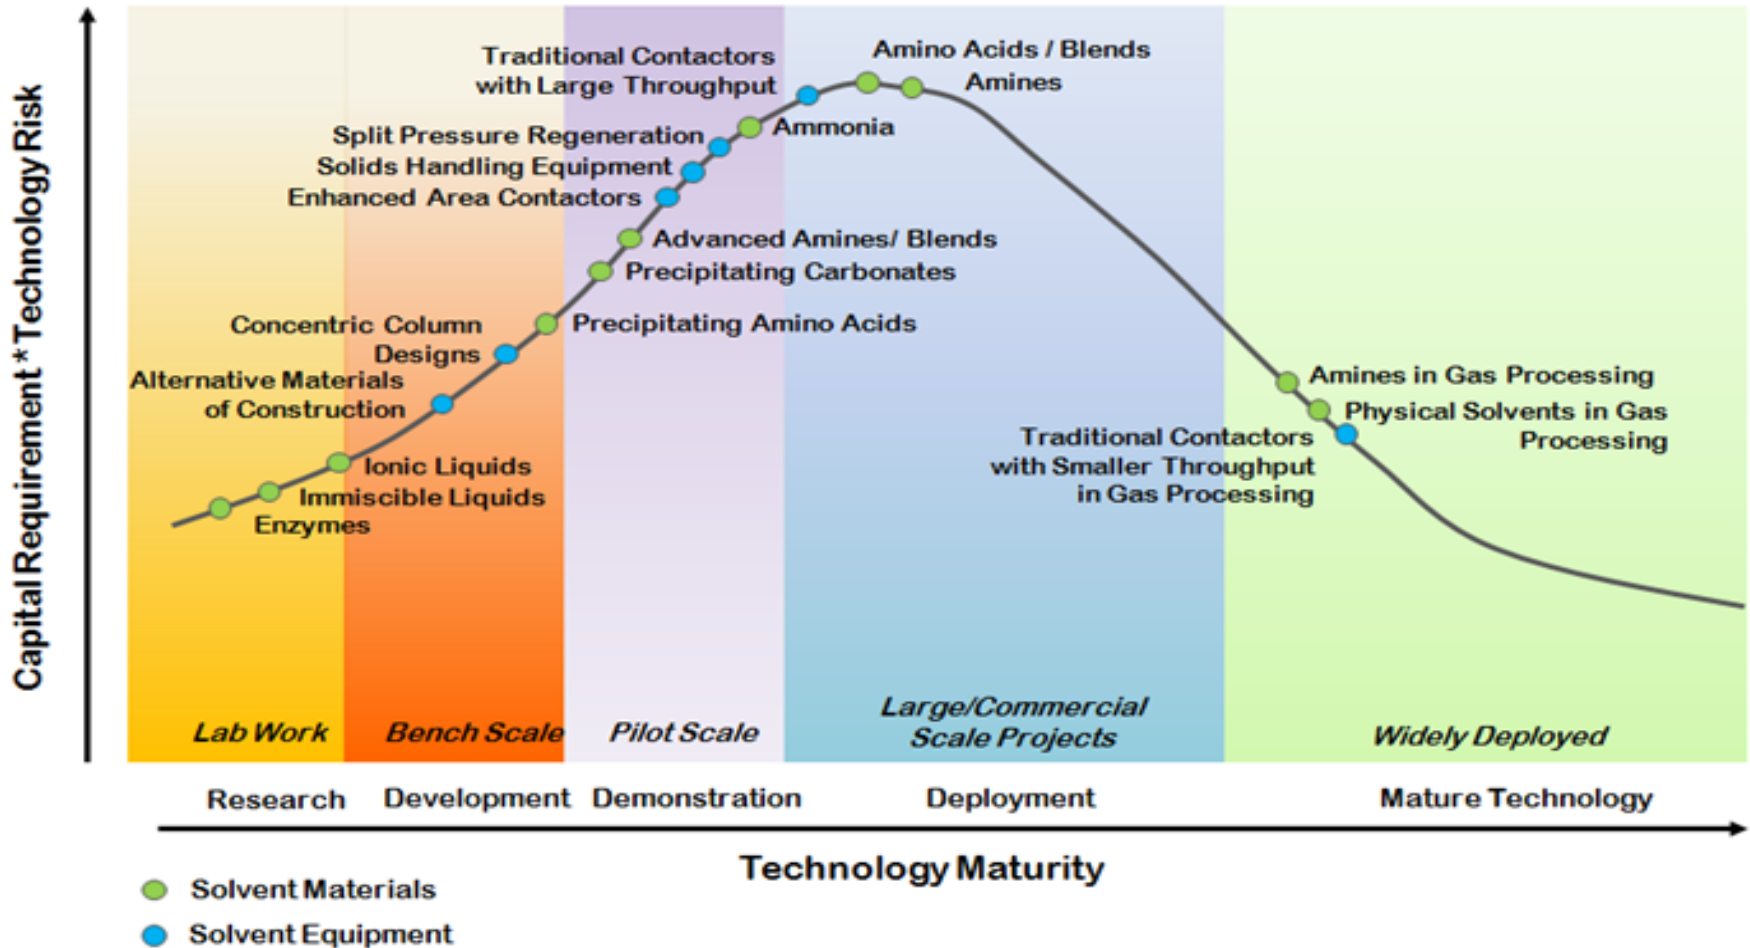 Capital Requirement * Technology Risk
Traditional Contactors
with Large Throughput
Amino Acids / Blends
Amines
Split Pressure Regeneration
Ammonia
Solids Handling Equipment
Enhanced Area Contactors
Advanced Amines/ Blends
Precipitating Carbonates
Concentric Column
Designs
Precipitating Amino Acids
Alternative Materials
of Construction
Ionic Liquids
Immiscible Liquids
Enzymes
Amines in Gas Processing
Physical Solvents in Gas
Processing
Traditional Contactors
with Smaller Throughput
in Gas Processing
Lab Work
Bench Scale
Pilot Scale
Large/Commercial
Scale Projects
Widely Deployed
Research
Development
Demonstration
Deployment
Mature Technology
Technology Maturity
Solvent Materials
Solvent Equipment